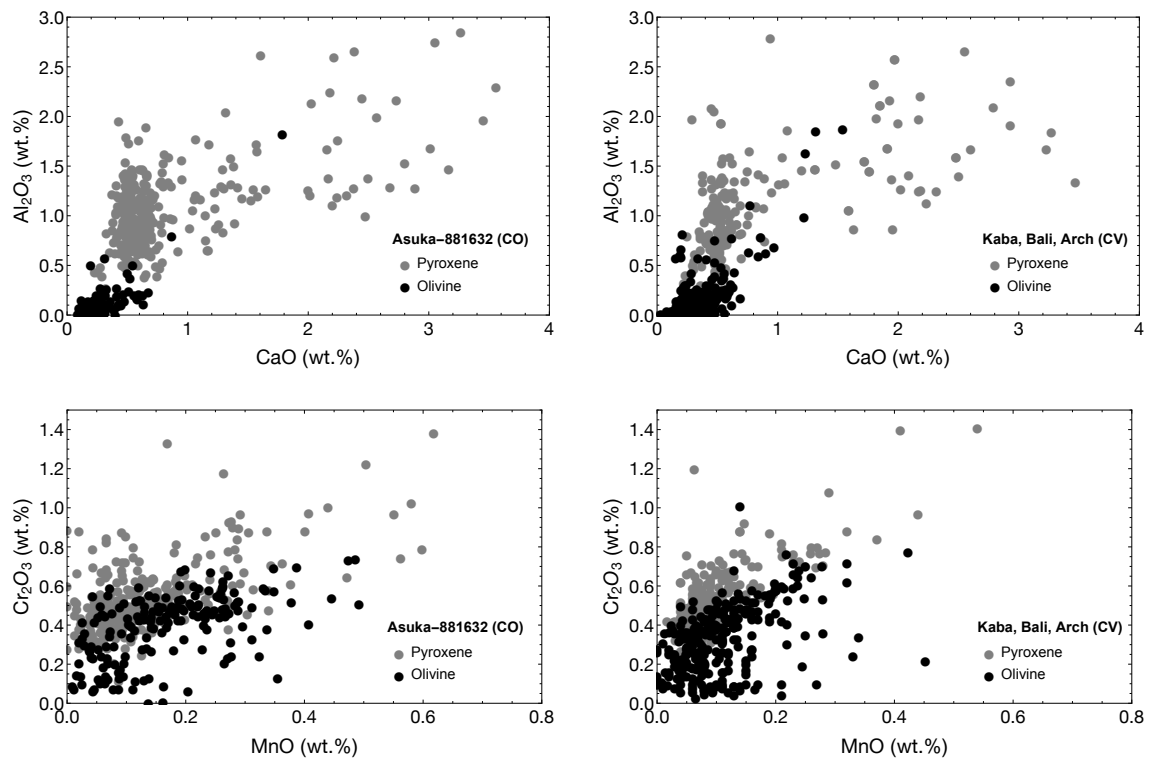 3.0
2.5
2.0
1.5
1.0
0.5
0.0
Al₂O₃ (wt.%)
0 1 2 3 4
CaO (wt.%)
Asuka–881632 (CO)
Pyroxene
Olivine
3.0
2.5
2.0
1.5
1.0
0.5
0.0
Al₂O₃ (wt.%)
0 1 2 3 4
CaO (wt.%)
Kaba, Bali, Arch (CV)
Pyroxene
Olivine
1.4
1.2
1.0
0.8
0.6
0.4
0.2
0.0
Cr₂O₃ (wt.%)
0.0 0.2 0.4 0.6 0.8
MnO (wt.%)
Asuka–881632 (CO)
Pyroxene
Olivine
1.4
1.2
1.0
0.8
0.6
0.4
0.2
0.0
Cr₂O₃ (wt.%)
0.0 0.2 0.4 0.6 0.8
MnO (wt.%)
Kaba, Bali, Arch (CV)
Pyroxene
Olivine